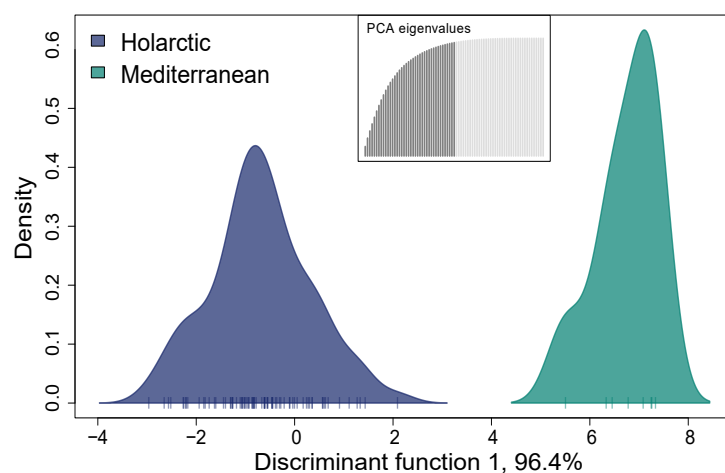 Holarctic
Mediterranean
PCA eigenvalues
Density
0.0
0.1
0.2
0.3
0.4
0.5
0.6
−4
−2
0
2
4
6
8
Discriminant function 1, 96.4%